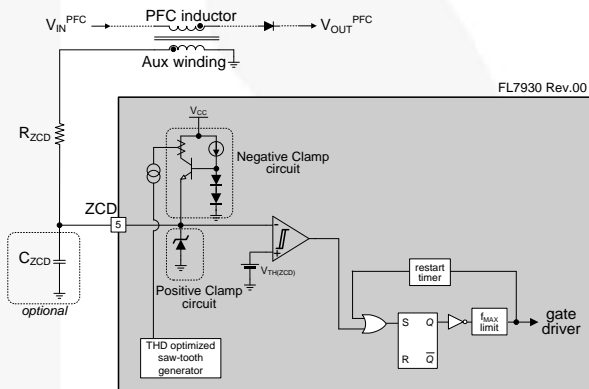 PFC inductor
V_IN^PFC
V_OUT^PFC
Aux winding
FL7930 Rev.00
R_ZCD
V_CC
Negative Clamp
circuit
ZCD
5
C_ZCD
optional
Positive Clamp
circuit
V_TH(ZCD)
-
+
THD optimized
saw-tooth
generator
restart
timer
S Q
R Q̅
f_MAX
limit
gate
driver